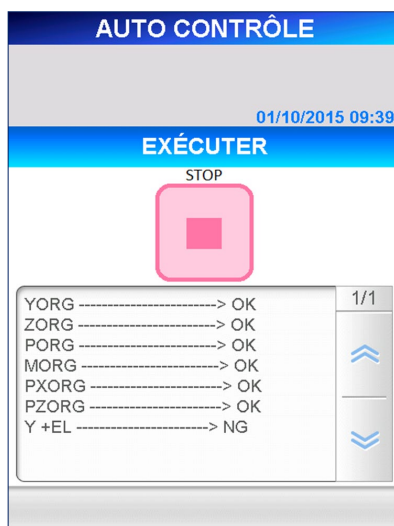 AUTO CONTRÔLE
01/10/2015 09:39
EXÉCUTER
STOP
1/1
YORG ------------------------> OK
ZORG ------------------------> OK
PORG ------------------------> OK
MORG ------------------------> OK
PXORG -----------------------> OK
PZORG -----------------------> OK
Y +EL -----------------------> NG